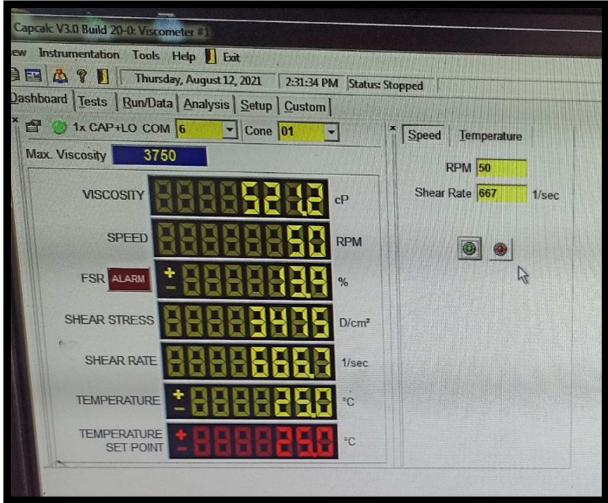 Capcalc V3.0 Build 20-0: Viscometer #1
ew Instrumentation Tools Help Exit
Thursday, August 12, 2021 2:31:34 PM Status: Stopped
Dashboard Tests Run/Data Analysis Setup Custom
1x CAP+LO COM 6 Cone 01
Speed Temperature
Max. Viscosity 3750
RPM 50
Shear Rate 667 1/sec
VISCOSITY 521.2 cP
SPEED 50 RPM
FSR ALARM 13.9 %
SHEAR STRESS 3475 D/cm²
SHEAR RATE 666.7 1/sec
TEMPERATURE 25.0 °C
TEMPERATURE
SET POINT 25.0 °C